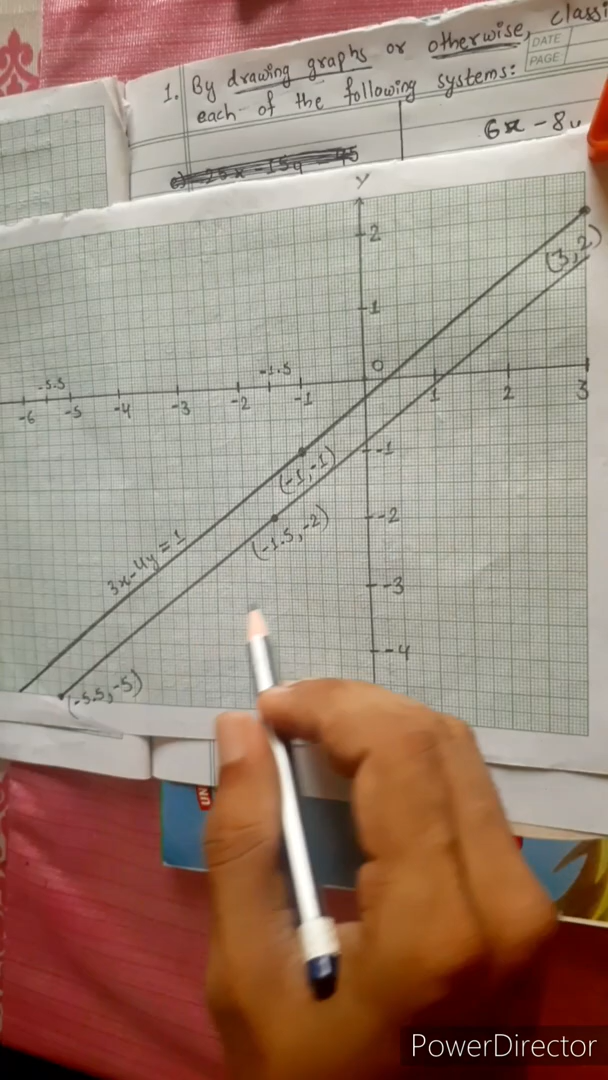 1. By drawing graphs or otherwise,
DATE
PAGE
each of the following systems:
6x - 8
Y
2
(3,2)
1
-5.5
-1.5
0
-6 -5 -4 -3 -2 -1 1 2 3
-1
(-1,-1)
-2
(-1.5,-2)
3x-4y=1
-3
-4
(-5.5,-5)
UN
PowerDirector